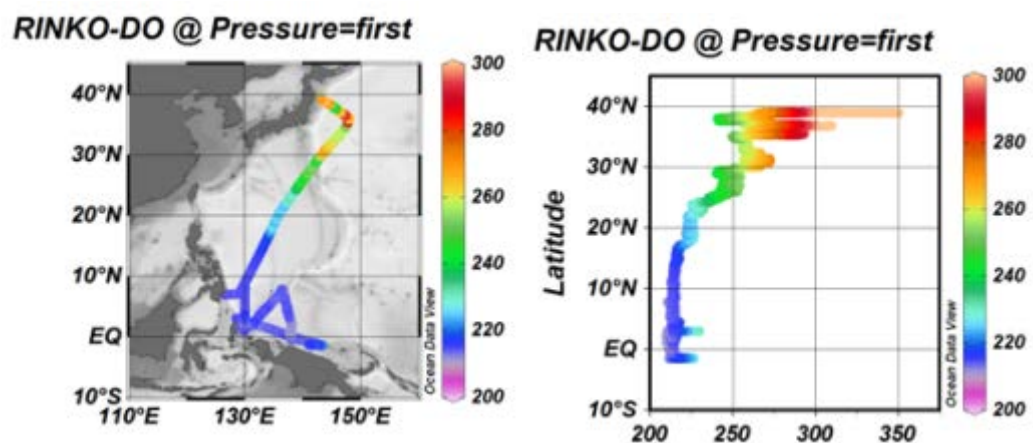 RINKO-DO @ Pressure=first
40°N
30°N
20°N
10°N
EQ
10°S
110°E
130°E
150°E
300
280
260
240
220
200
Ocean Data View
RINKO-DO @ Pressure=first
Latitude
40°N
30°N
20°N
10°N
EQ
10°S
200
250
300
350
300
280
260
240
220
200
Ocean Data View